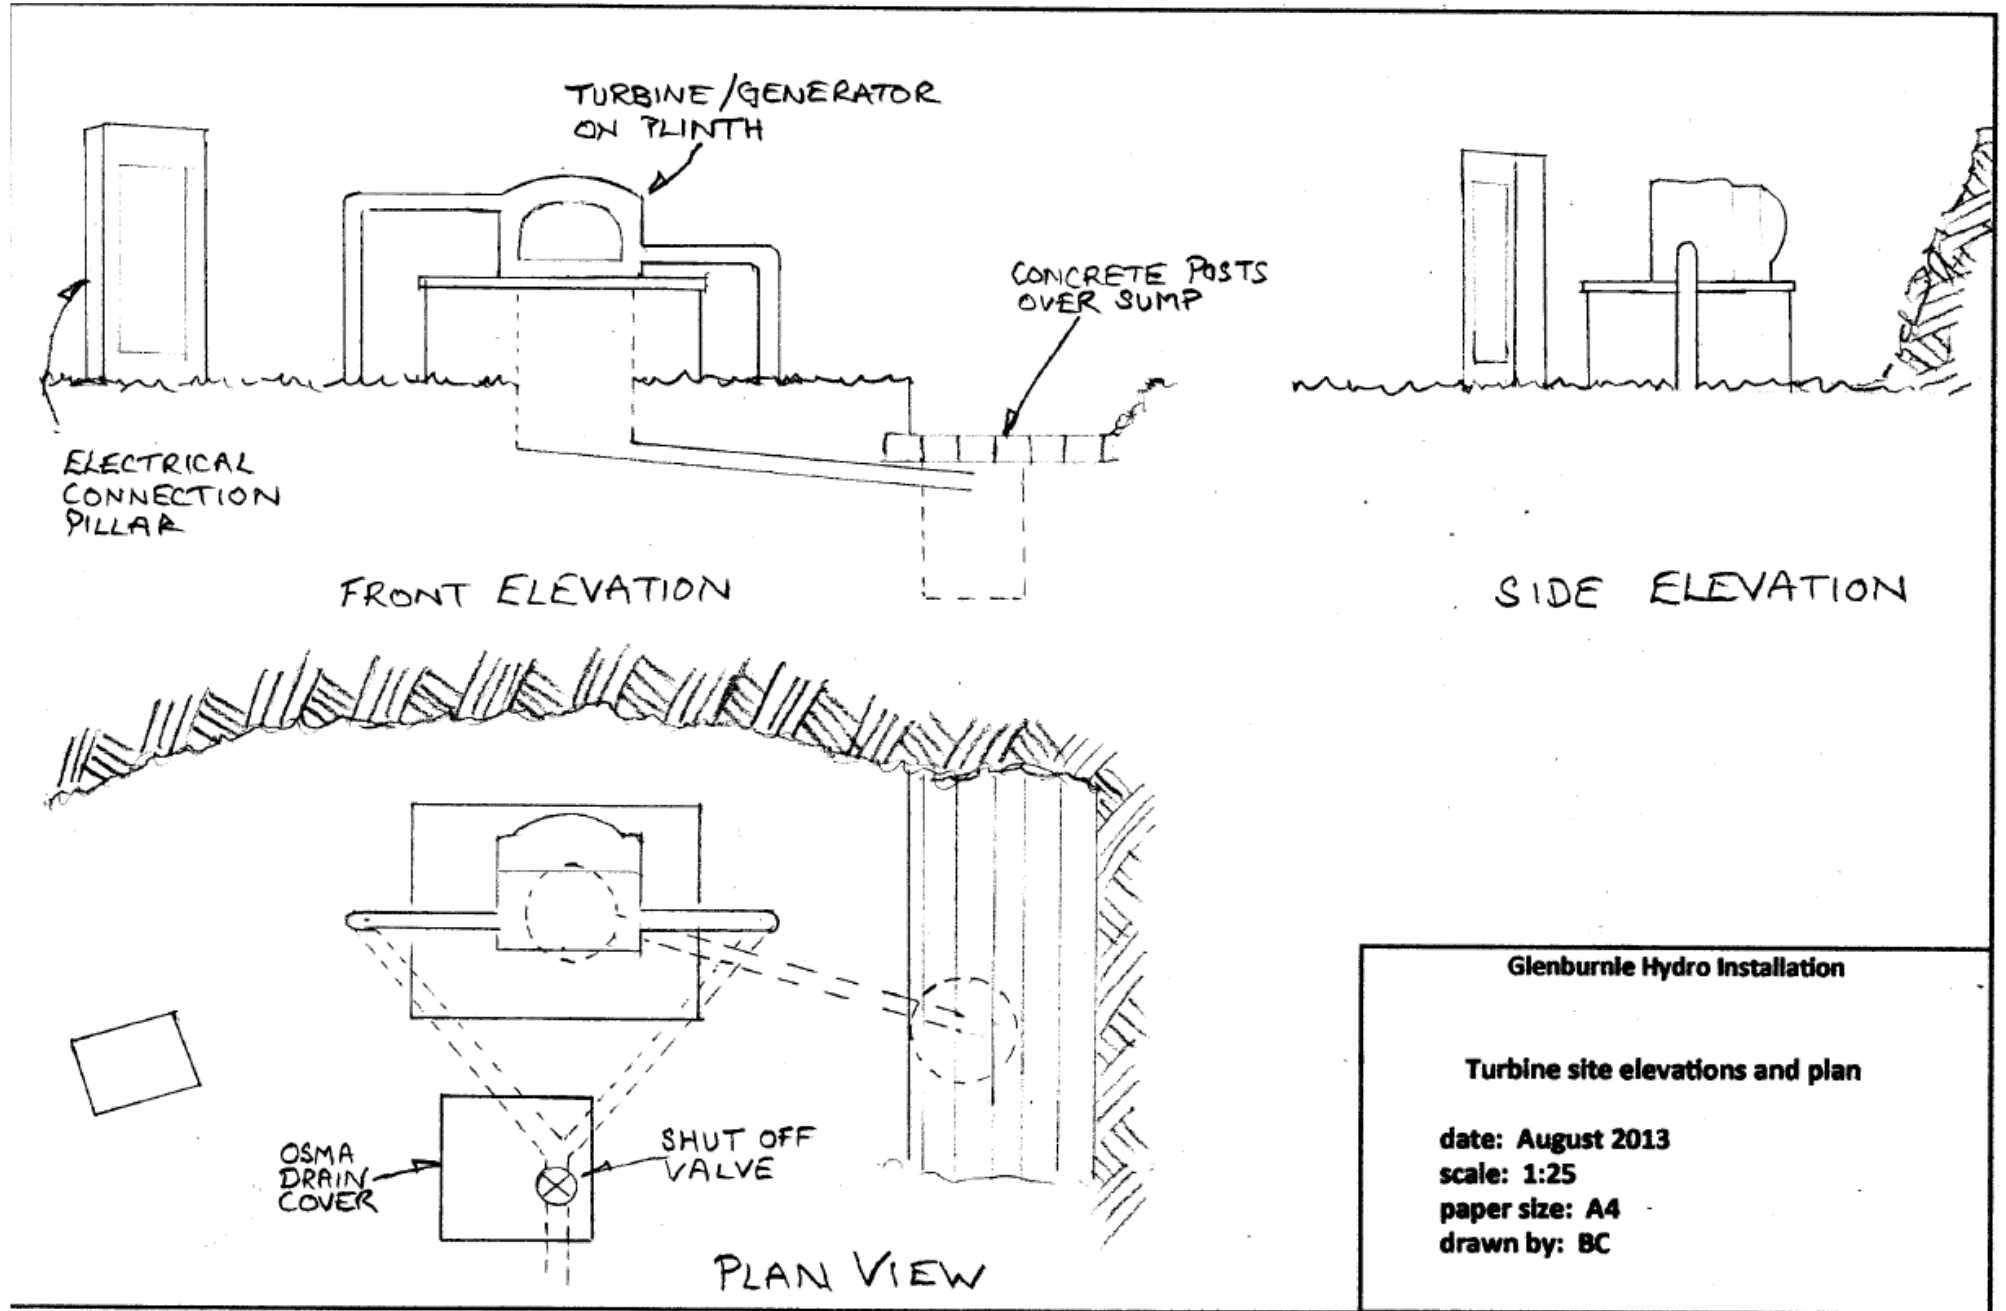 TURBINE/GENERATOR
ON PLINTH
CONCRETE POSTS
OVER SUMP
ELECTRICAL
CONNECTION
PILLAR
FRONT ELEVATION
SIDE ELEVATION
OSMA
DRAIN
COVER
SHUT OFF
VALVE
PLAN VIEW
Glenburnie Hydro Installation
Turbine site elevations and plan
date: August 2013
scale: 1:25
paper size: A4
drawn by: BC